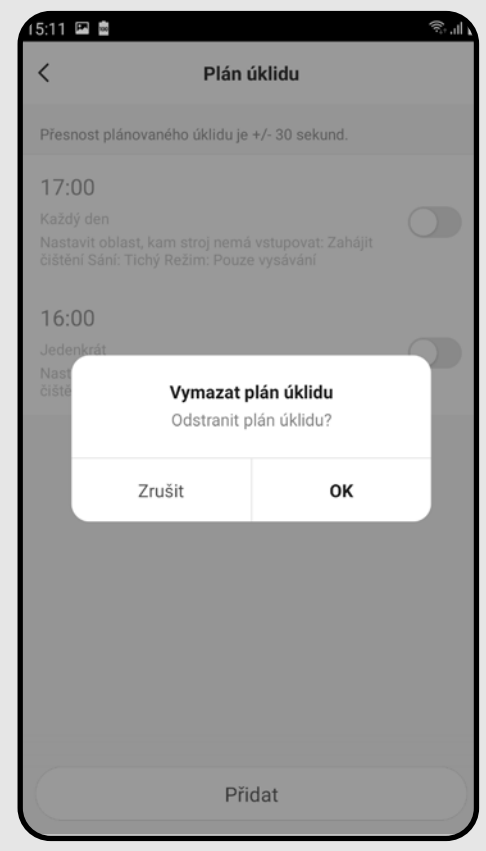 15:11
Plán úklidu
Přesnost plánovaného úklidu je +/- 30 sekund.
17:00
Každý den
Nastavit oblast, kam stroj nemá vstupovat: Zahájit
čištění Sání: Tichý Režim: Pouze vysávání
16:00
Jedenkrát
Nast
čiště
Vymazat plán úklidu
Odstranit plán úklidu?
Zrušit OK
Přidat